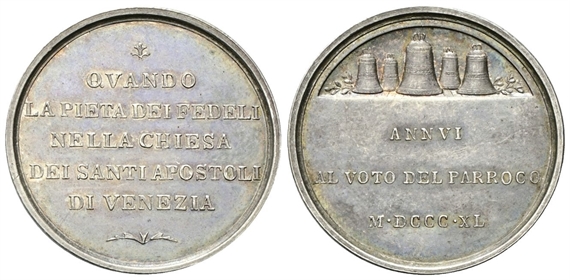 QVANDO
LA PIETA DEI FEDELI
NELLA CHIESA
DEI SANTI APOSTOLI
DI VENEZIA
ANNVI
AL VOTO DEL PARROCO
M·DCCC·XL